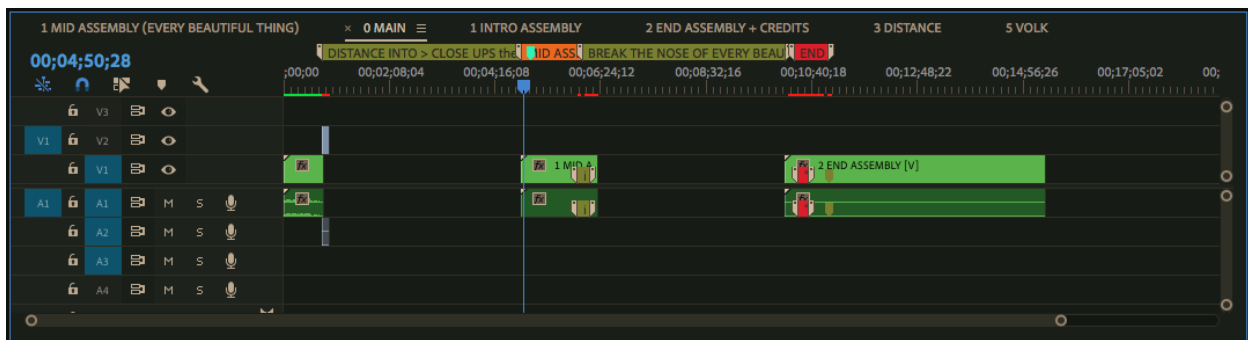 1 MID ASSEMBLY (EVERY BEAUTIFUL THING) × 0 MAIN ☰ 1 INTRO ASSEMBLY 2 END ASSEMBLY + CREDITS 3 DISTANCE 5 VOLK
DISTANCE INTO > CLOSE UPS the MID ASS BREAK THE NOSE OF EVERY BEAU END
00;04;50;28
;00;00 00;02;08;04 00;04;16;08 00;06;24;12 00;08;32;16 00;10;40;18 00;12;48;22 00;14;56;26 00;17;05;02 00;
V3
V1 V2
V1 fx fx 1 MID A fx 2 END ASSEMBLY [V]
A1 A1 M S fx fx fx
A2 M S
A3 M S
A4 M S